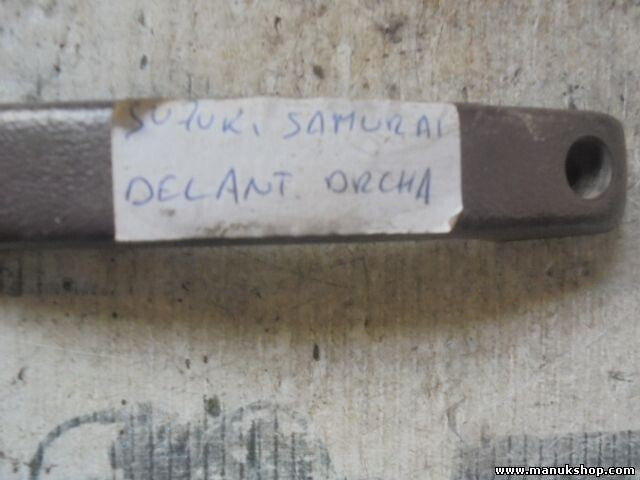 SUZUKI SAMURAI
DELANT. DRCHA
www.manukshop.com